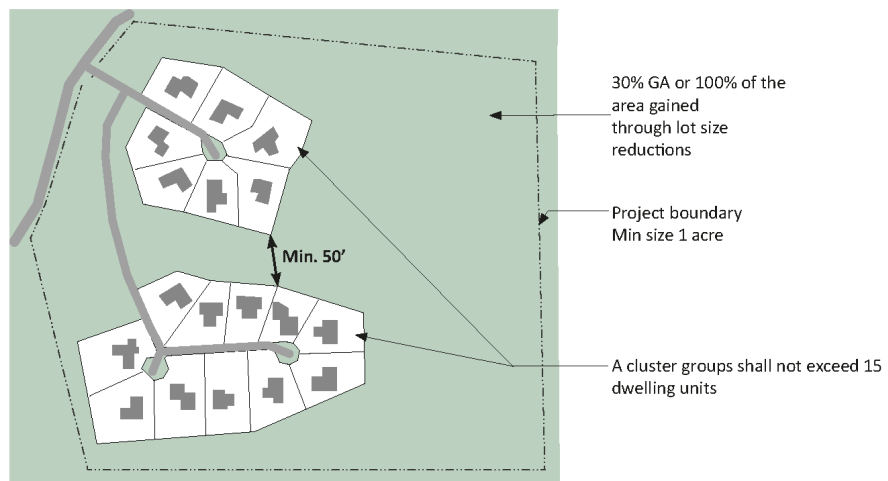 30% GA or 100% of the
area gained
through lot size
reductions
Project boundary
Min size 1 acre
Min. 50'
A cluster groups shall not exceed 15
dwelling units